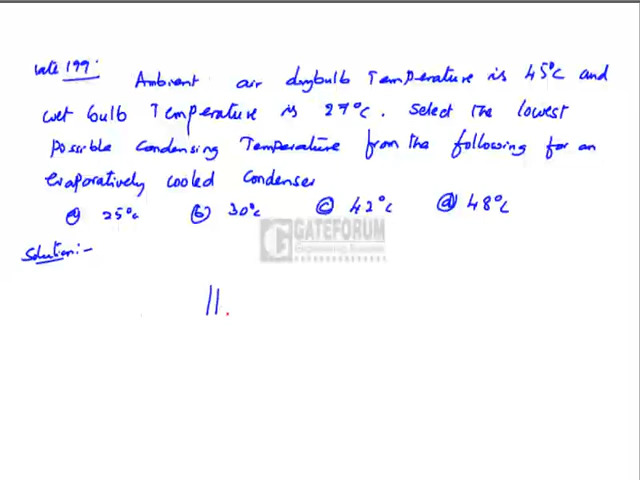 Ambient air drybulb Temperature is 45°C and
wet bulb Temperature is 27°C. Select the lowest
possible condensing Temperature from the following for an
evaporatively cooled Condenser
(a) 25°C (b) 30°C (c) 42°C (d) 48°C
GATEFORUM
Solution:-